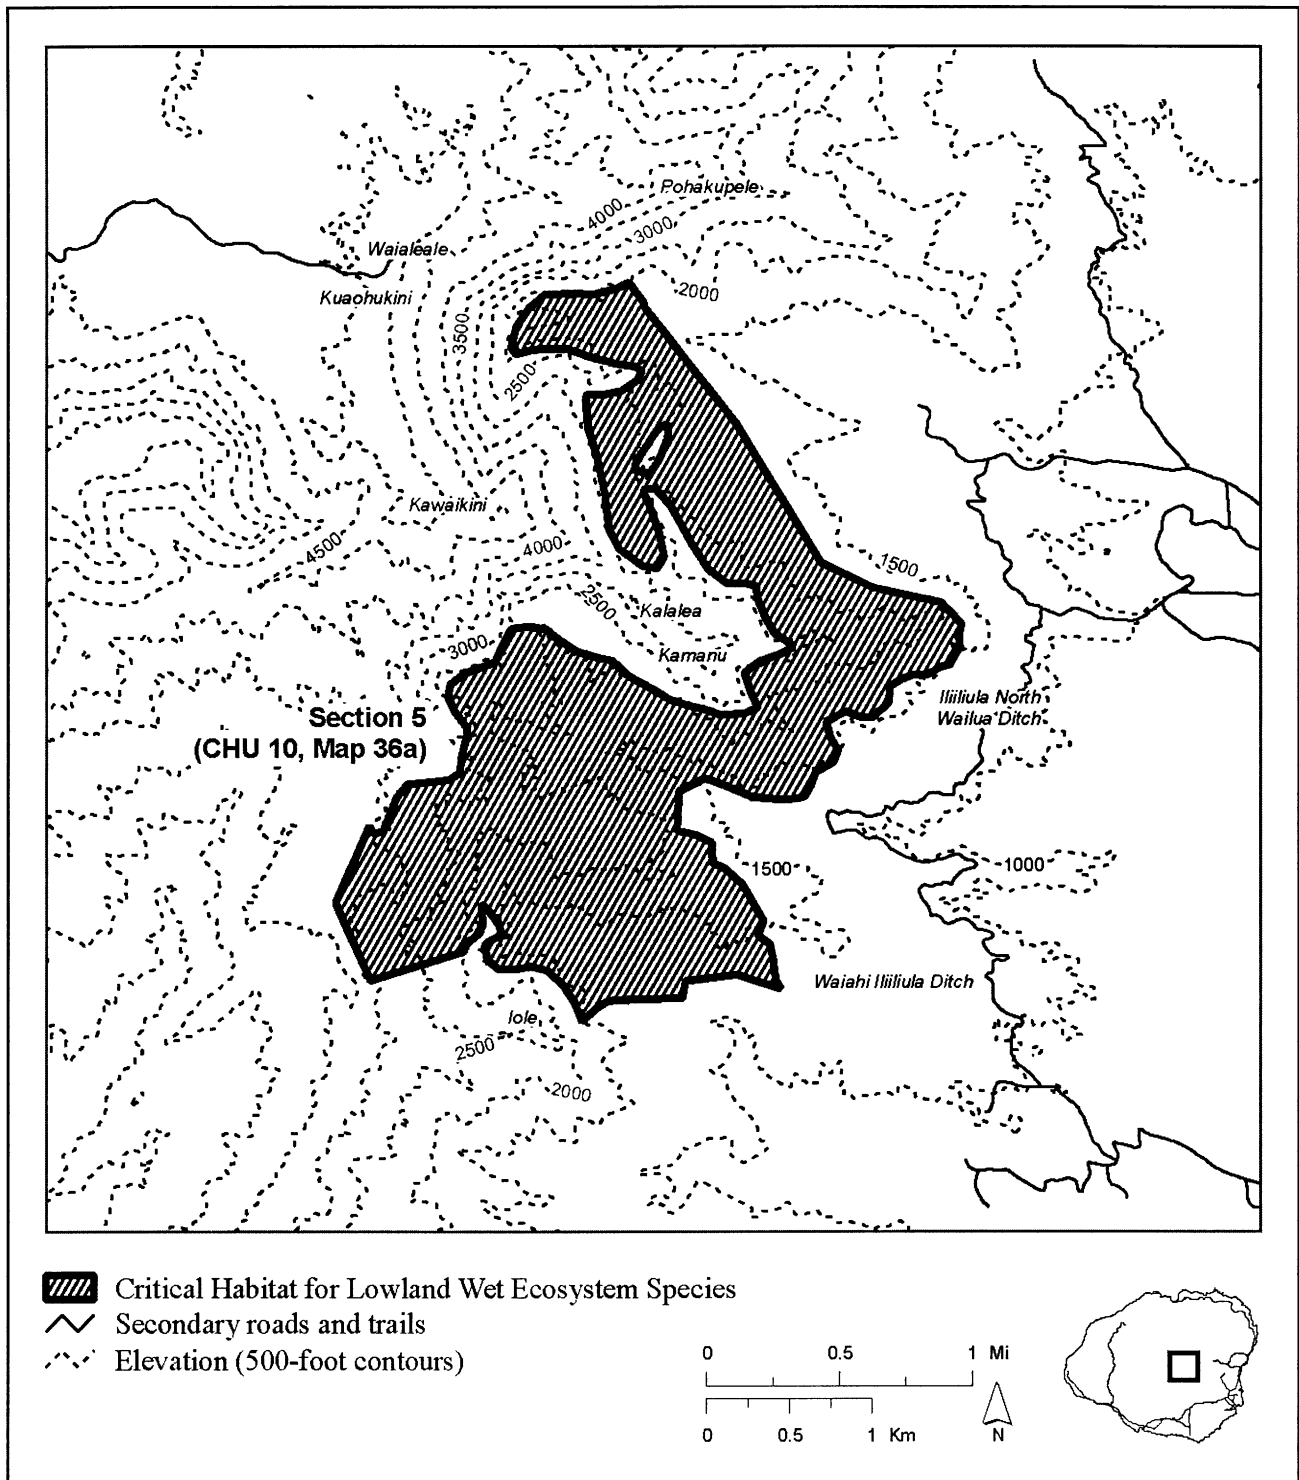 Pohakupele
4000
3000
Waialeale
Kuaohukini
2000
3500
2500
Kawaikini
4500
4000
1500
2500
Kalalea
Kamanu
3000
Iliiliula North
Wailua Ditch
Section 5
(CHU 10, Map 36a)
1500
1000
Waiahi Iliiliula Ditch
Iole
2500
2000
Critical Habitat for Lowland Wet Ecosystem Species
Secondary roads and trails
Elevation (500-foot contours)
0 0.5 1 Mi
0 0.5 1 Km
N